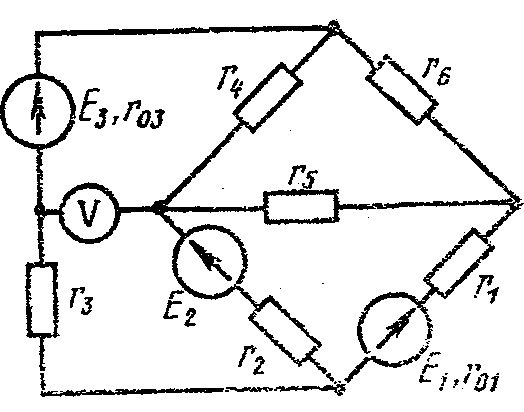 r₄
r₆
E₃, r₀₃
r₅
V
r₃
E₂
r₁
r₂
E₁, r₀₁